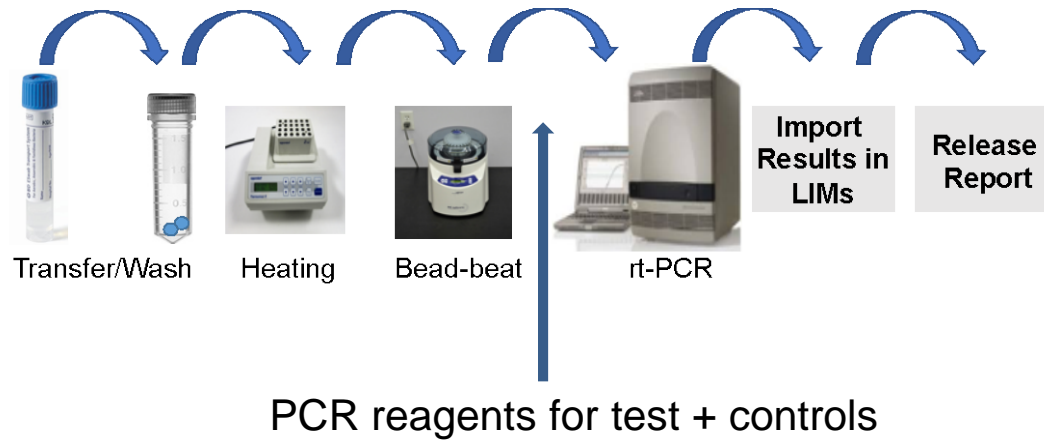 Import
Results in
LIMs
Release
Report
Transfer/Wash
Heating
Bead-beat
rt-PCR
PCR reagents for test + controls